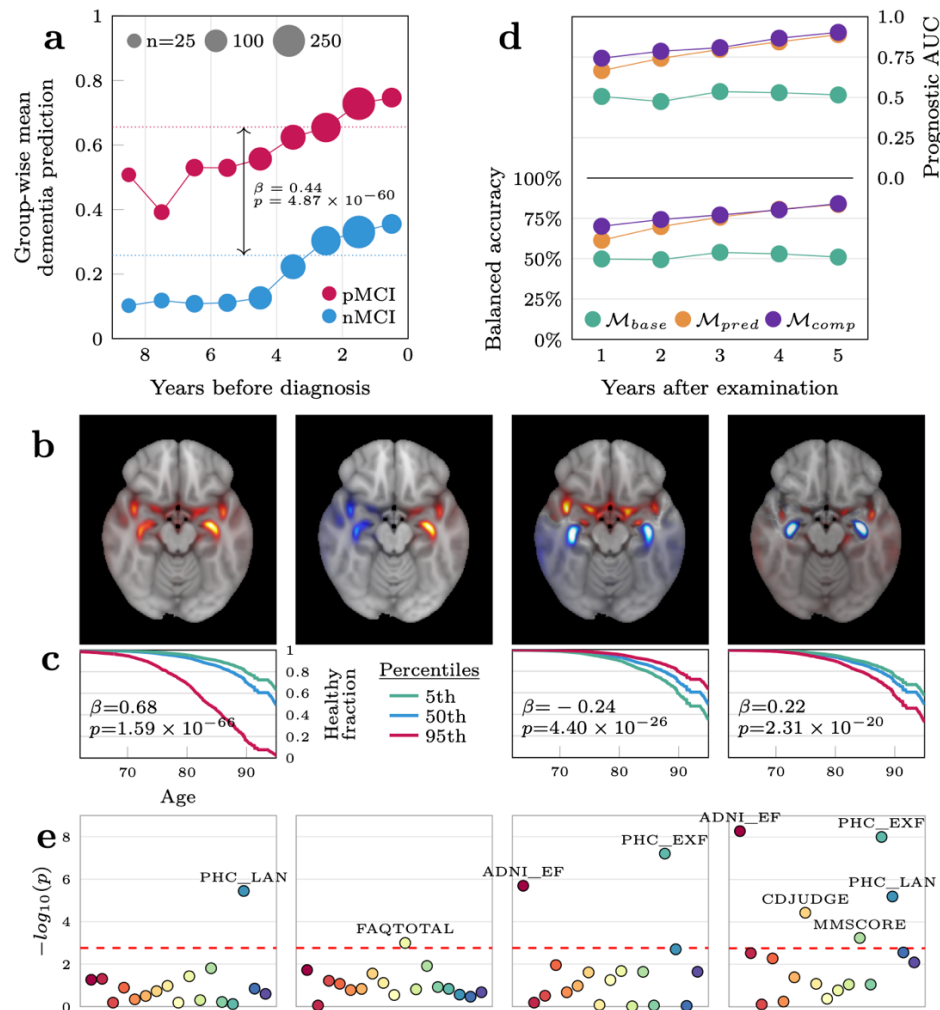 a
n=25 100 250
1
0.8
0.6
0.4
0.2
0
Group-wise mean
dementia prediction
β = 0.44
p = 4.87 × 10−60
pMCI
nMCI
8 6 4 2 0
Years before diagnosis
d
1.0
0.75
0.5
0.25
0.0
Prognostic AUC
100%
75%
50%
25%
0%
Balanced accuracy
Mbase Mpred Mcomp
1 2 3 4 5
Years after examination
b
c
β=0.68
p=1.59 × 10−66
70 80 90
Age
1
0.8
0.6
0.4
0.2
0
Healthy
fraction
Percentiles
5th
50th
95th
β= − 0.24
p=4.40 × 10−26
70 80 90
β=0.22
p=2.31 × 10−20
70 80 90
e
−log10(p)
8
6
4
2
0
PHC_LAN
FAQTOTAL
ADNI_EF
PHC_EXF
ADNI_EF
PHC_EXF
PHC_LAN
CDJUDGE
MMSCORE